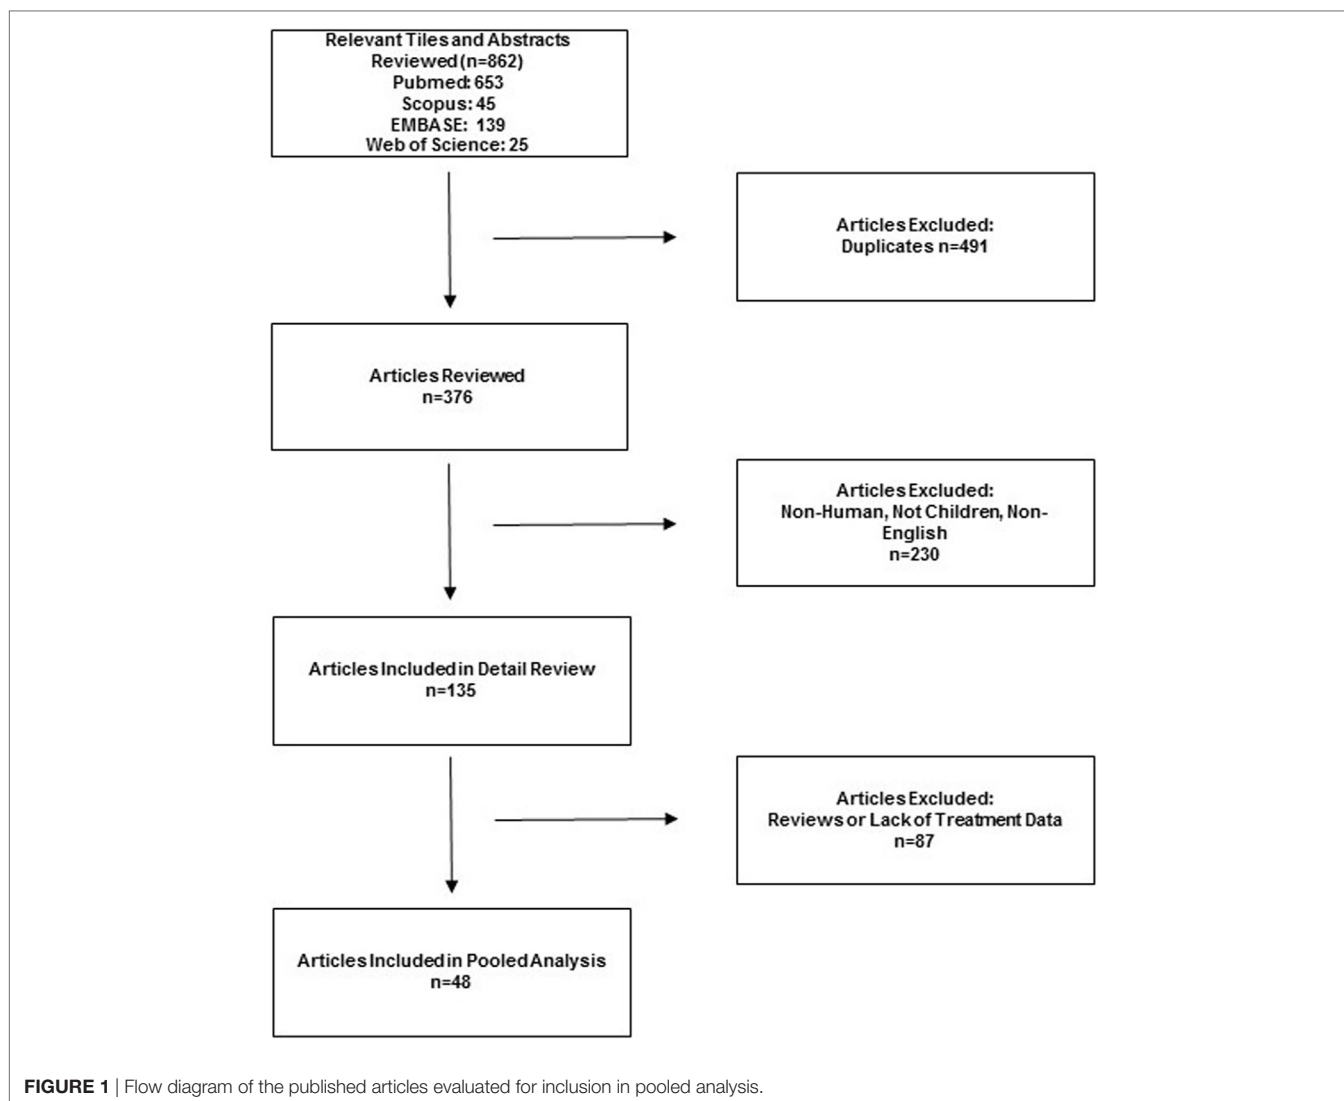 Relevant Tiles and Abstracts
Reviewed (n=862)
Pubmed: 653
Scopus: 45
EMBASE: 139
Web of Science: 25
Articles Excluded:
Duplicates n=491
Articles Reviewed
n=376
Articles Excluded:
Non-Human, Not Children, Non-
English
n=230
Articles Included in Detail Review
n=135
Articles Excluded:
Reviews or Lack of Treatment Data
n=87
Articles Included in Pooled Analysis
n=48
FIGURE 1 | Flow diagram of the published articles evaluated for inclusion in pooled analysis.